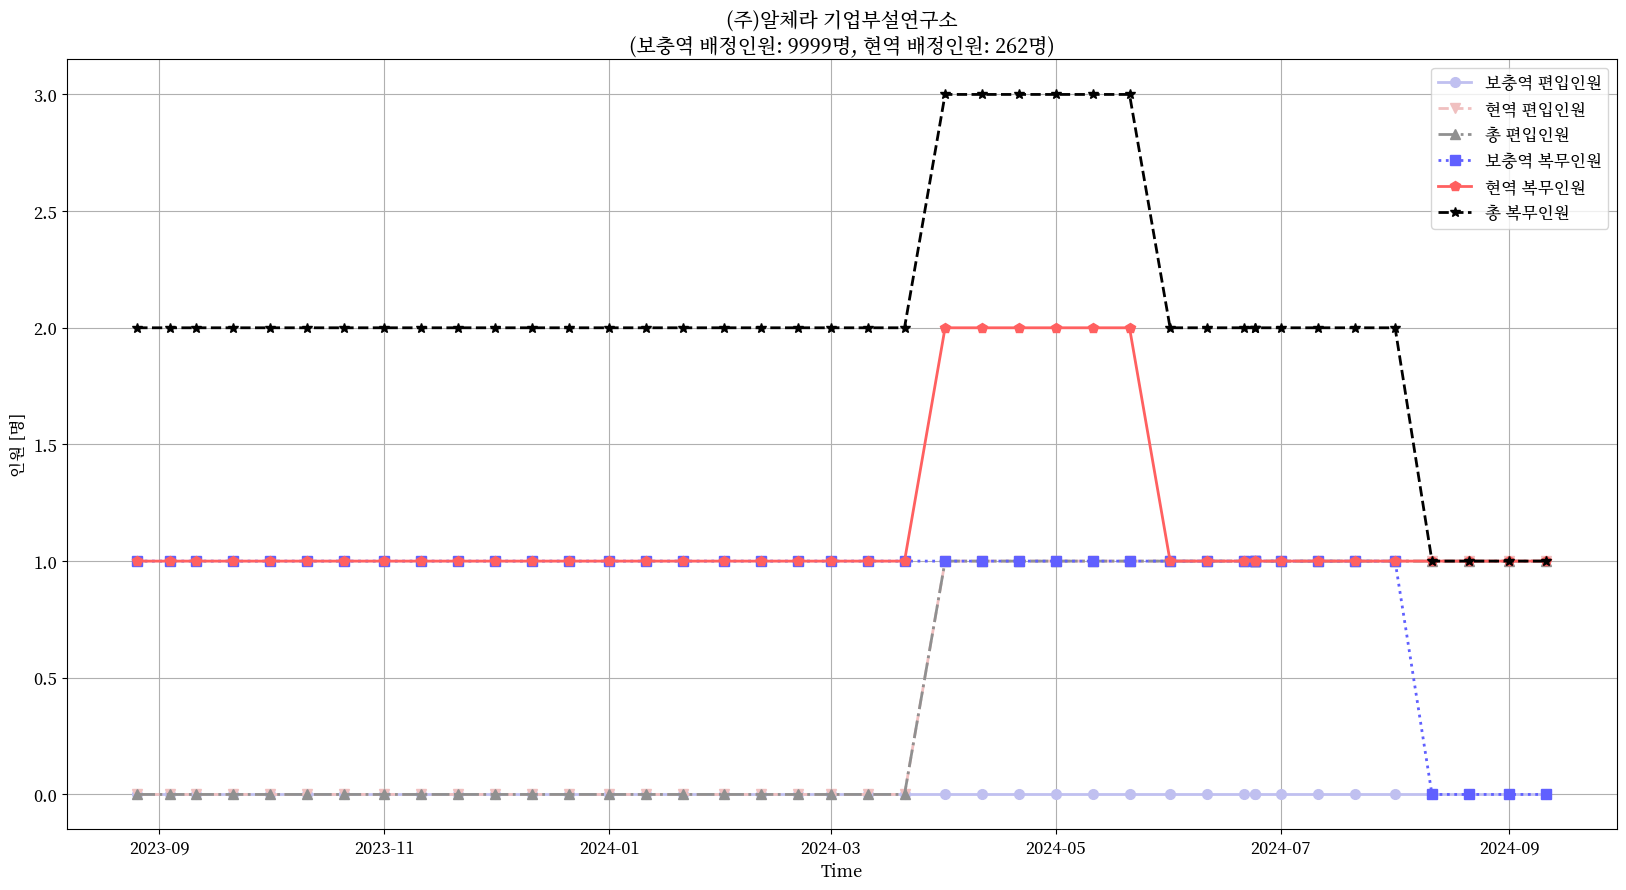 (주)알체라 기업부설연구소
(보충역 배정인원: 9999명, 현역 배정인원: 262명)
보충역 편입인원
현역 편입인원
총 편입인원
보충역 복무인원
현역 복무인원
총 복무인원
인원 [명]
3.0
2.5
2.0
1.5
1.0
0.5
0.0
2023-09
2023-11
2024-01
2024-03
2024-05
2024-07
2024-09
Time